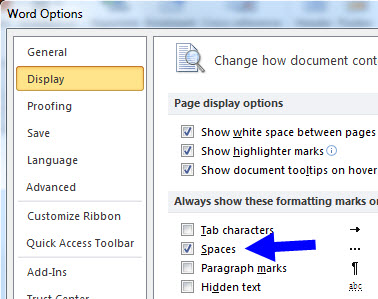 Word Options
General
Display
Proofing
Save
Language
Advanced
Customize Ribbon
Quick Access Toolbar
Add-Ins
Trust Center
Change how document cont
Page display options
Show white space between pages
Show highlighter marks
Show document tooltips on hover
Always show these formatting marks o
Tab characters →
Spaces ···
Paragraph marks ¶
Hidden text abc